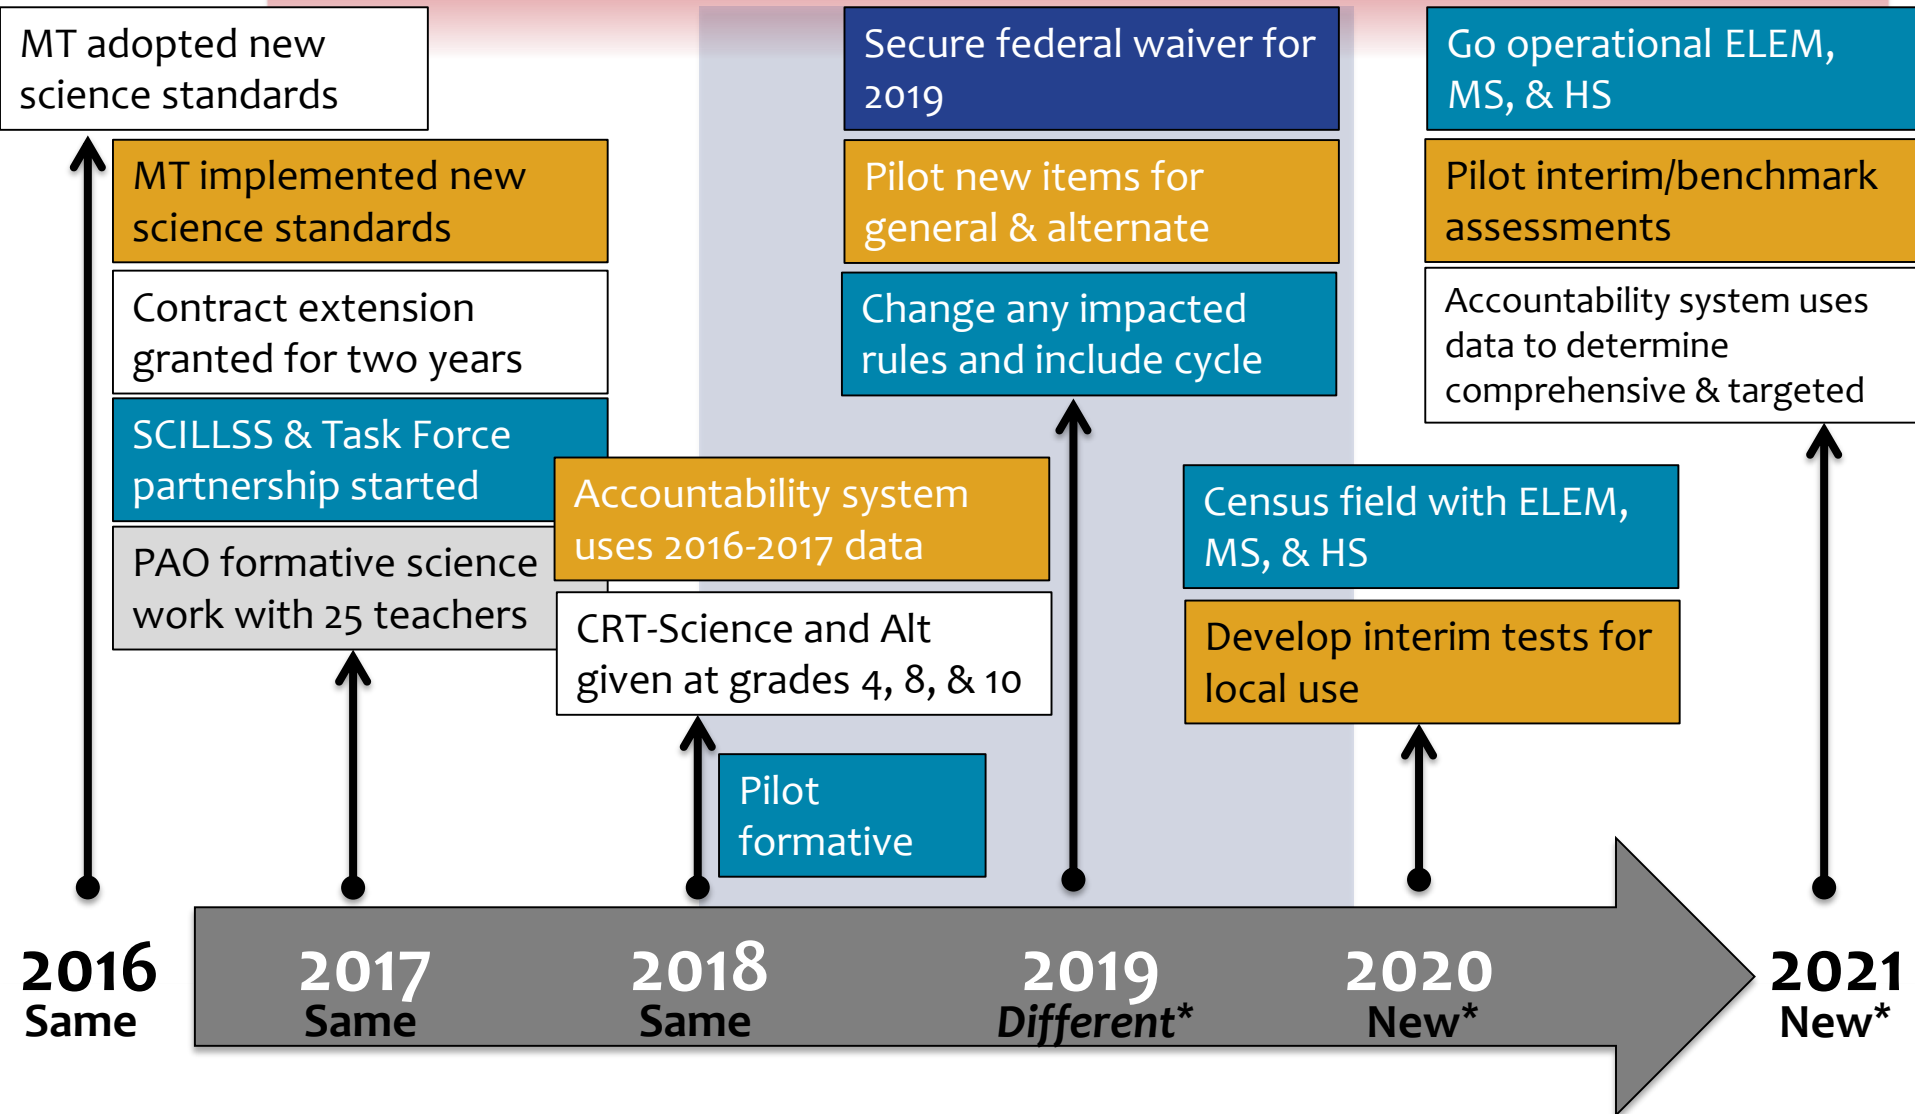 MT adopted new
science standards
MT implemented new
science standards
Contract extension
granted for two years
SCILLSS & Task Force
partnership started
PAO formative science
work with 25 teachers
Accountability system
uses 2016-2017 data
CRT-Science and Alt
given at grades 4, 8, & 10
Pilot
formative
Secure federal waiver for
2019
Pilot new items for
general & alternate
Change any impacted
rules and include cycle
Census field with ELEM,
MS, & HS
Develop interim tests for
local use
Go operational ELEM,
MS, & HS
Pilot interim/benchmark
assessments
Accountability system uses
data to determine
comprehensive & targeted
2016
Same
2017
Same
2018
Same
2019
Different*
2020
New*
2021
New*